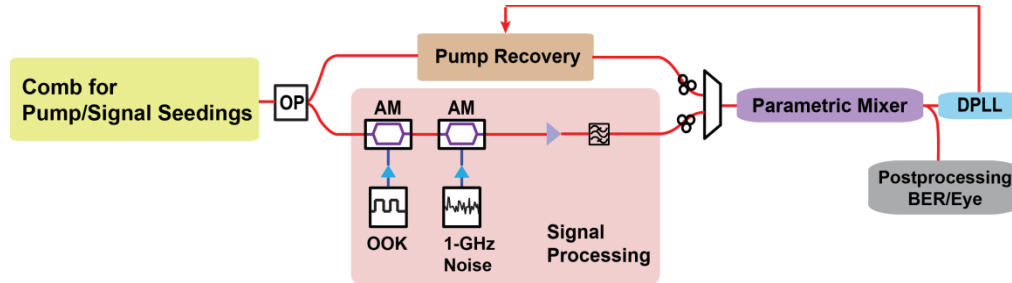 Comb for
Pump/Signal Seedings
OP
Pump Recovery
AM
AM
OOK
1-GHz
Noise
Signal
Processing
Parametric Mixer
DPLL
Postprocessing
BER/Eye